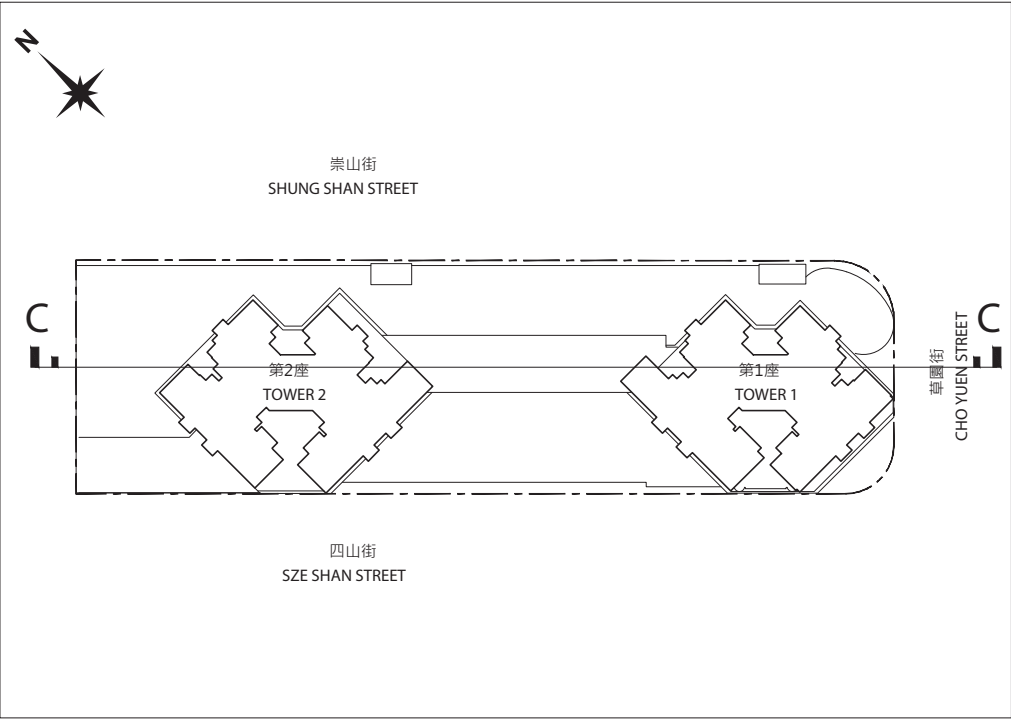 N
崇山街
SHUNG SHAN STREET
C
C
第2座
TOWER 2
第1座
TOWER 1
草園街
CHO YUEN STREET
四山街
SZE SHAN STREET